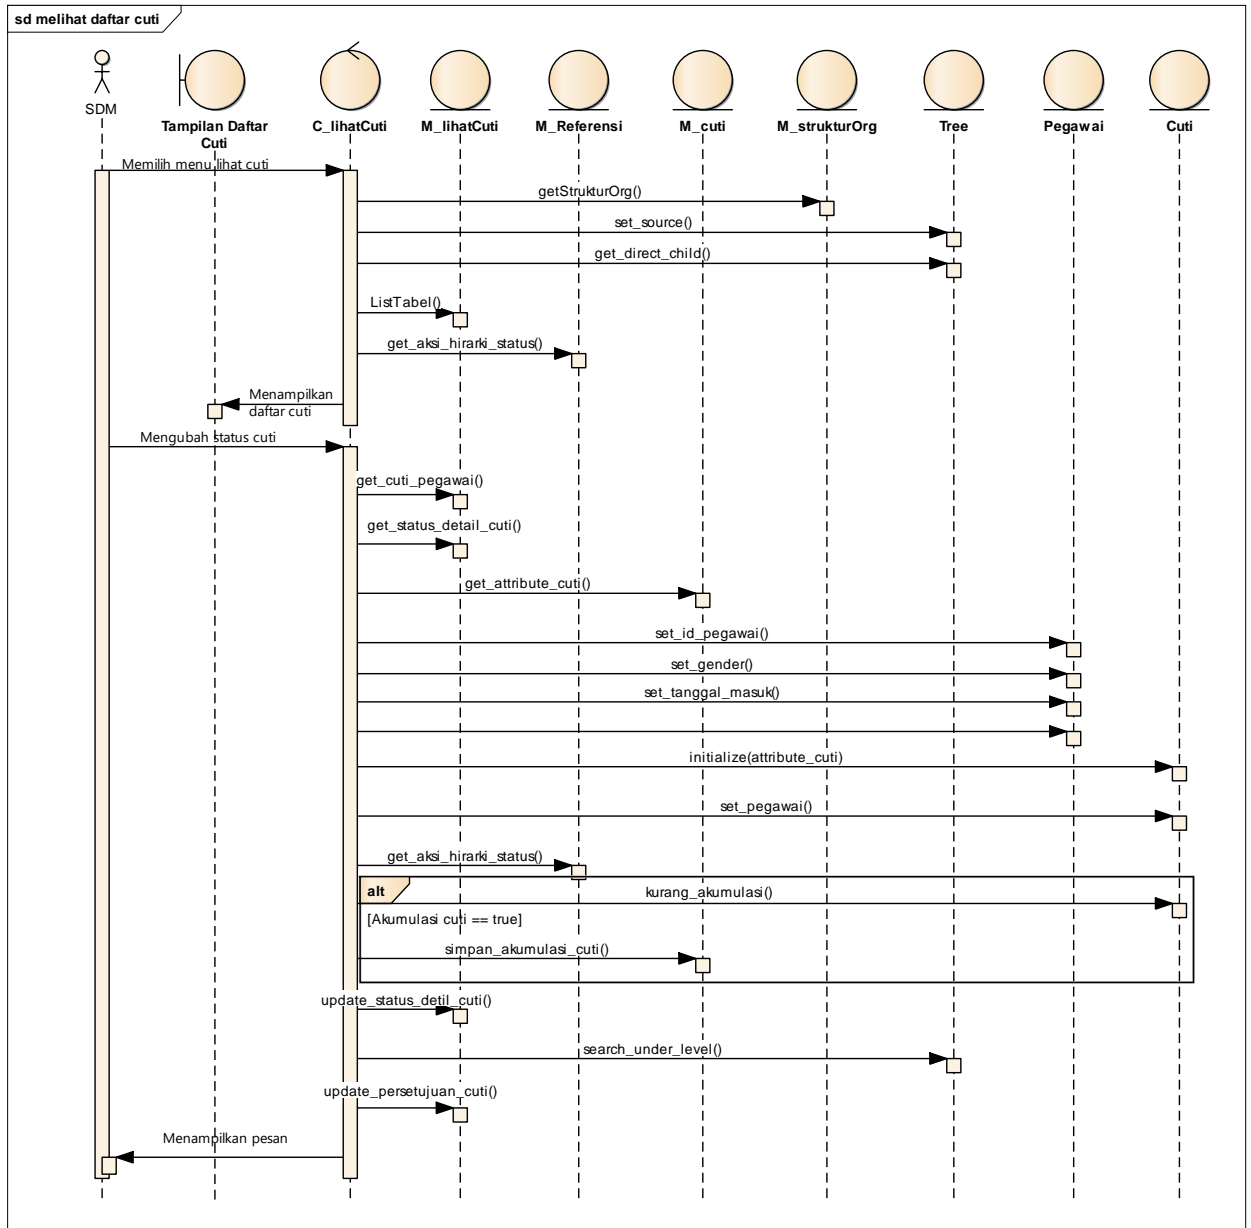 sd melihat daftar cuti
SDM
Tampilan Daftar
Cuti
C_lihatCuti
M_lihatCuti
M_Referensi
M_cuti
M_strukturOrg
Tree
Pegawai
Cuti
Memilih menu lihat cuti
getStrukturOrg()
set_source()
get_direct_child()
ListTabel()
get_aksi_hirarki_status()
Menampilkan
daftar cuti
Mengubah status cuti
get_cuti_pegawai()
get_status_detail_cuti()
get_attribute_cuti()
set_id_pegawai()
set_gender()
set_tanggal_masuk()
initialize(attribute_cuti)
set_pegawai()
get_aksi_hirarki_status()
alt
kurang_akumulasi()
[Akumulasi cuti == true]
simpan_akumulasi_cuti()
update_status_detil_cuti()
search_under_level()
update_persetujuan_cuti()
Menampilkan pesan